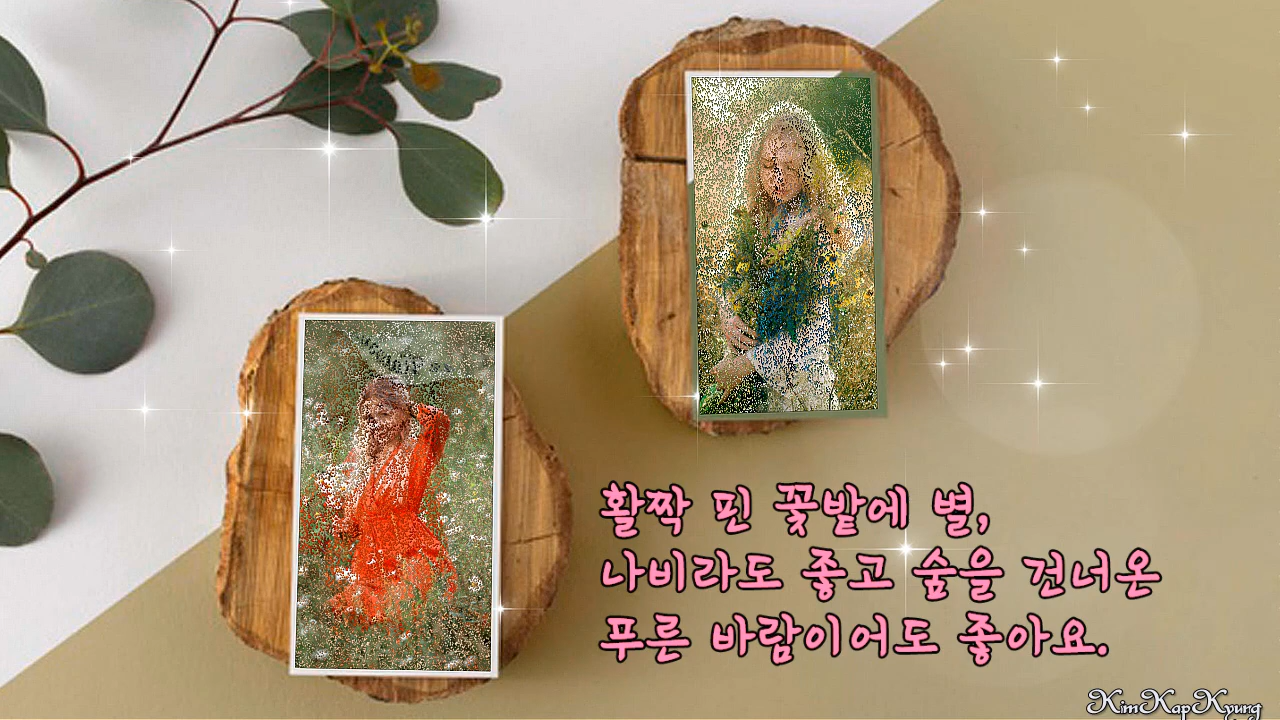 활짝 핀 꽃밭에 별,
나비라도 좋고 숲을 건너온
푸른 바람이어도 좋아요.
KimKapKyung